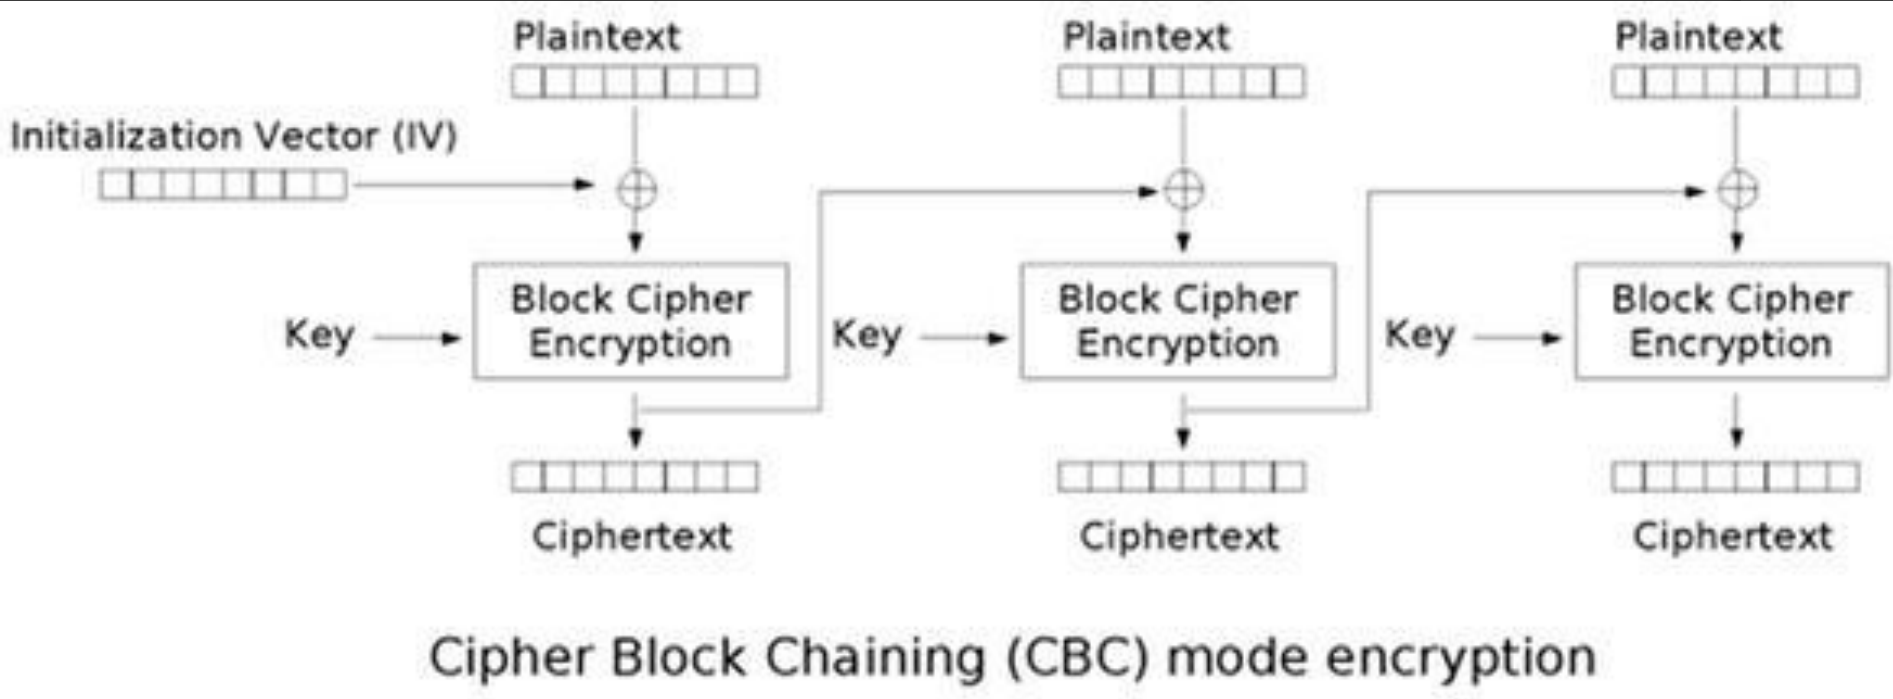 Plaintext
Plaintext
Plaintext
Initialization Vector (IV)
Key
Block Cipher
Encryption
Key
Block Cipher
Encryption
Key
Block Cipher
Encryption
Ciphertext
Ciphertext
Ciphertext
Cipher Block Chaining (CBC) mode encryption